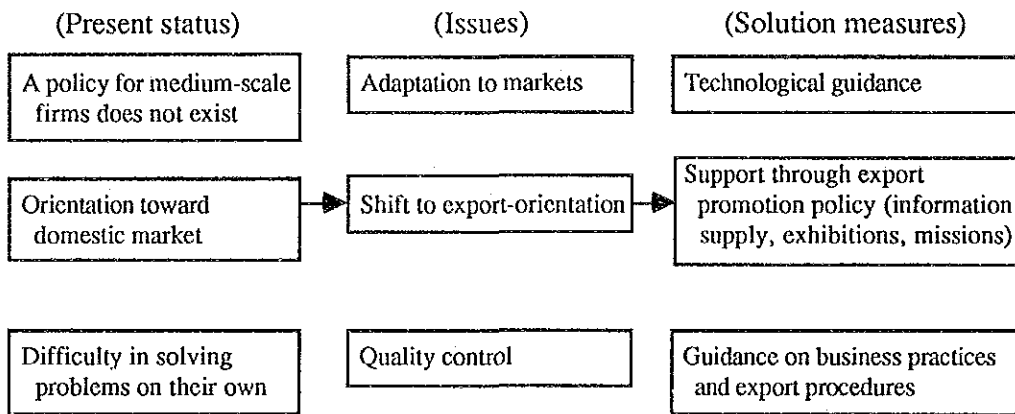 (Present status)
(Issues)
(Solution measures)
A policy for medium-scale
firms does not exist
Adaptation to markets
Technological guidance
Orientation toward
domestic market
Shift to export-orientation
Support through export
promotion policy (information
supply, exhibitions, missions)
Difficulty in solving
problems on their own
Quality control
Guidance on business practices
and export procedures